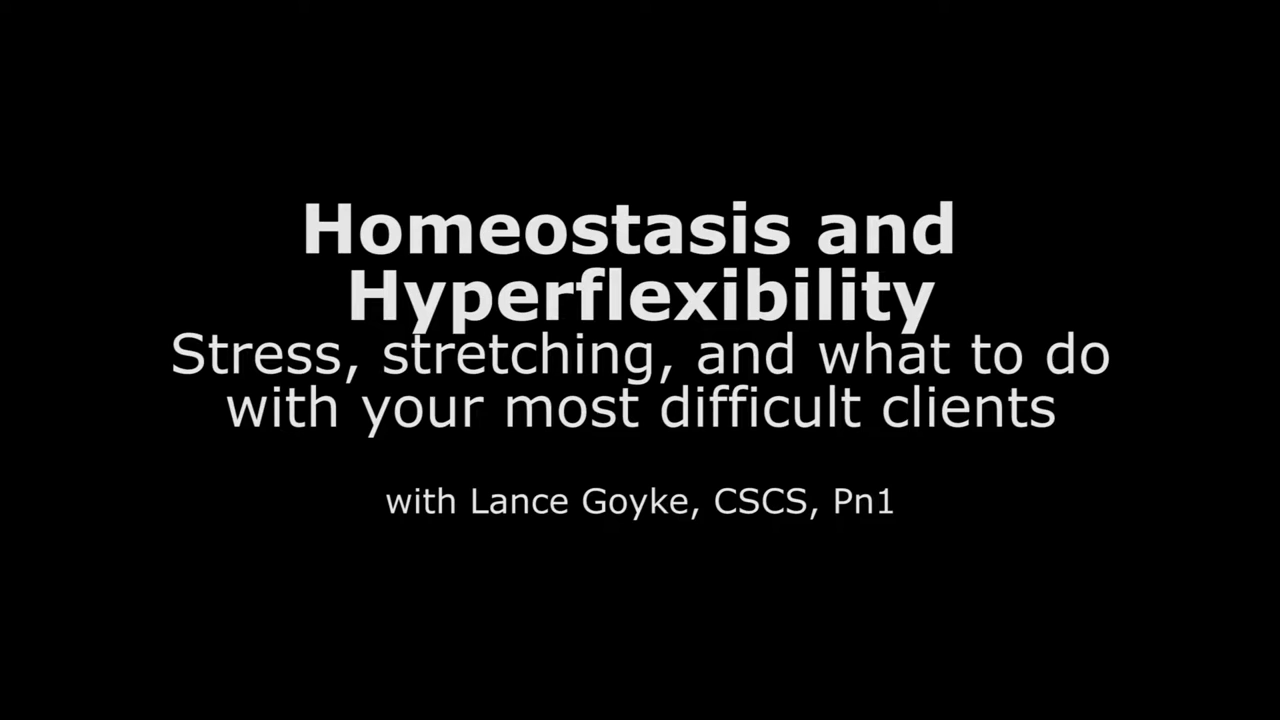 Homeostasis and
Hyperflexibility
Stress, stretching, and what to do
with your most difficult clients
with Lance Goyke, CSCS, Pn1